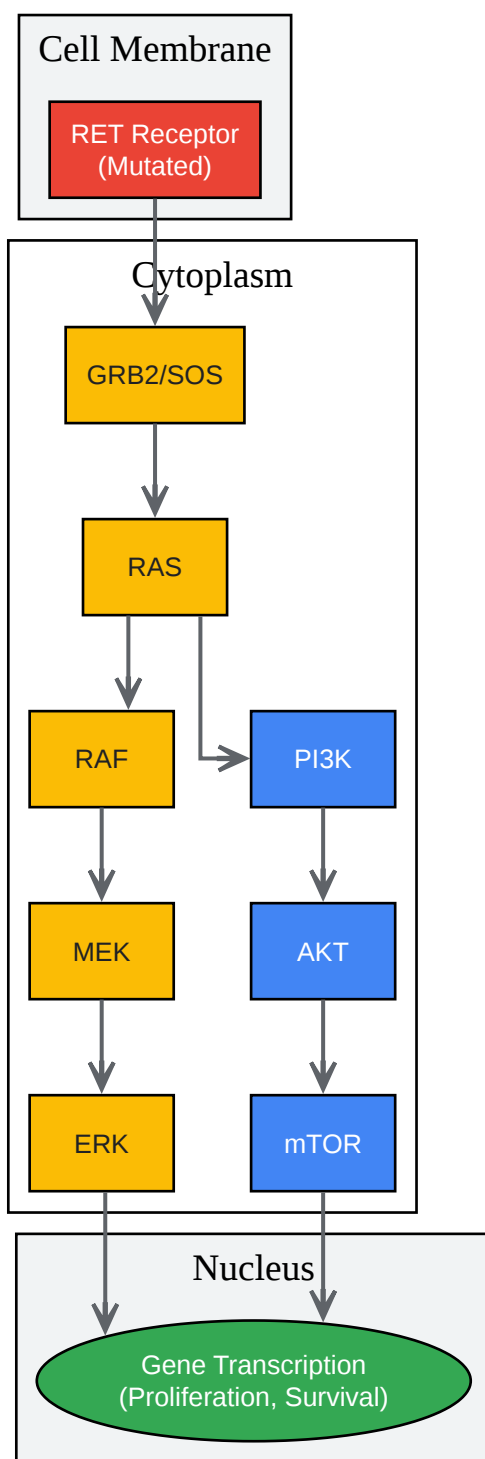 Cell Membrane
RET Receptor
(Mutated)
Cytoplasm
GRB2/SOS
RAS
RAF
PI3K
MEK
AKT
ERK
mTOR
Nucleus
Gene Transcription
(Proliferation, Survival)